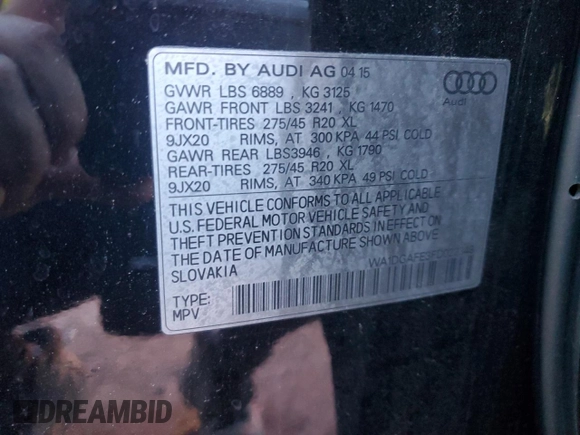 MFD. BY AUDI AG 04 15
GVWR LBS 6889 , KG 3125
GAWR FRONT LBS 3241 , KG 1470
FRONT-TIRES 275/45 R20 XL
9JX20 RIMS, AT 300 KPA 44 PSI COLD
GAWR REAR LBS3946 , KG 1790
REAR-TIRES 275/45 R20 XL
9JX20 RIMS, AT 340 KPA 49 PSI COLD
THIS VEHICLE CONFORMS TO ALL APPLICABLE
U.S. FEDERAL MOTOR VEHICLE SAFETY AND
THEFT PREVENTION STANDARDS IN EFFECT ON
THE DATE OF MANUFACTURE SHOWN ABOVE
SLOVAKIA
TYPE:
MPV
Audi
DREAMBID